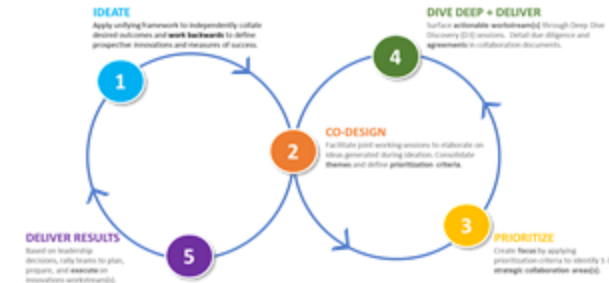 IDEATE
Apply unifying framework to independently collate
desired outcomes and work backwards to define
prospective innovations and measures of success.
1
DIVE DEEP + DELIVER
Surface actionable workstream(s) through Deep Dive
Discovery (D3) sessions. Detail due diligence and
agreements in collaboration documents.
4
CO-DESIGN
Facilitate joint working sessions to elaborate on
ideas generated during ideation. Consolidate
themes and define prioritization criteria.
2
DELIVER RESULTS
Based on leadership
decisions, rally teams to plan,
prepare, and execute on
innovations workstream(s).
5
3
PRIORITIZE
Create focus by applying
prioritization criteria to identify
strategic collaboration area(s).